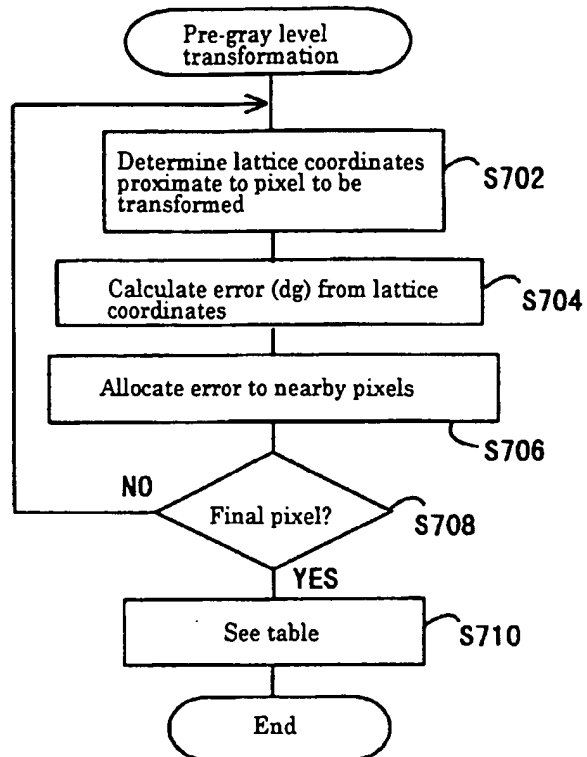 Pre-gray level
transformation
Determine lattice coordinates
proximate to pixel to be
transformed
S702
Calculate error (dg) from lattice
coordinates
S704
Allocate error to nearby pixels
S706
NO
Final pixel?
S708
YES
See table
S710
End